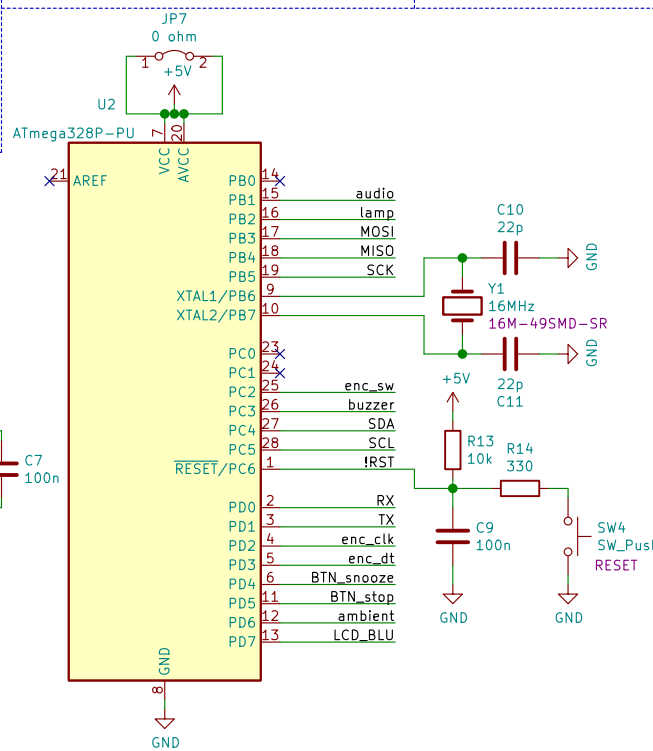 JP7
0 ohm
1
2
+5V
U2
ATmega328P-PU
7
20
VCC
AVCC
21
AREF
PB0
14
PB1
15
audio
PB2
16
lamp
PB3
17
MOSI
PB4
18
MISO
PB5
19
SCK
XTAL1/PB6
9
XTAL2/PB7
10
C10
22p
GND
Y1
16MHz
16M-49SMD-SR
GND
22p
C11
PC0
23
PC1
24
PC2
25
enc_sw
PC3
26
buzzer
PC4
27
SDA
PC5
28
SCL
RESET/PC6
1
!RST
+5V
R13
10k
R14
330
C7
100n
C9
100n
SW4
SW_Push
RESET
GND
GND
PD0
2
RX
PD1
3
TX
PD2
4
enc_clk
PD3
5
enc_dt
PD4
6
BTN_snooze
PD5
11
BTN_stop
PD6
12
ambient
PD7
13
LCD_BLU
GND
8
GND